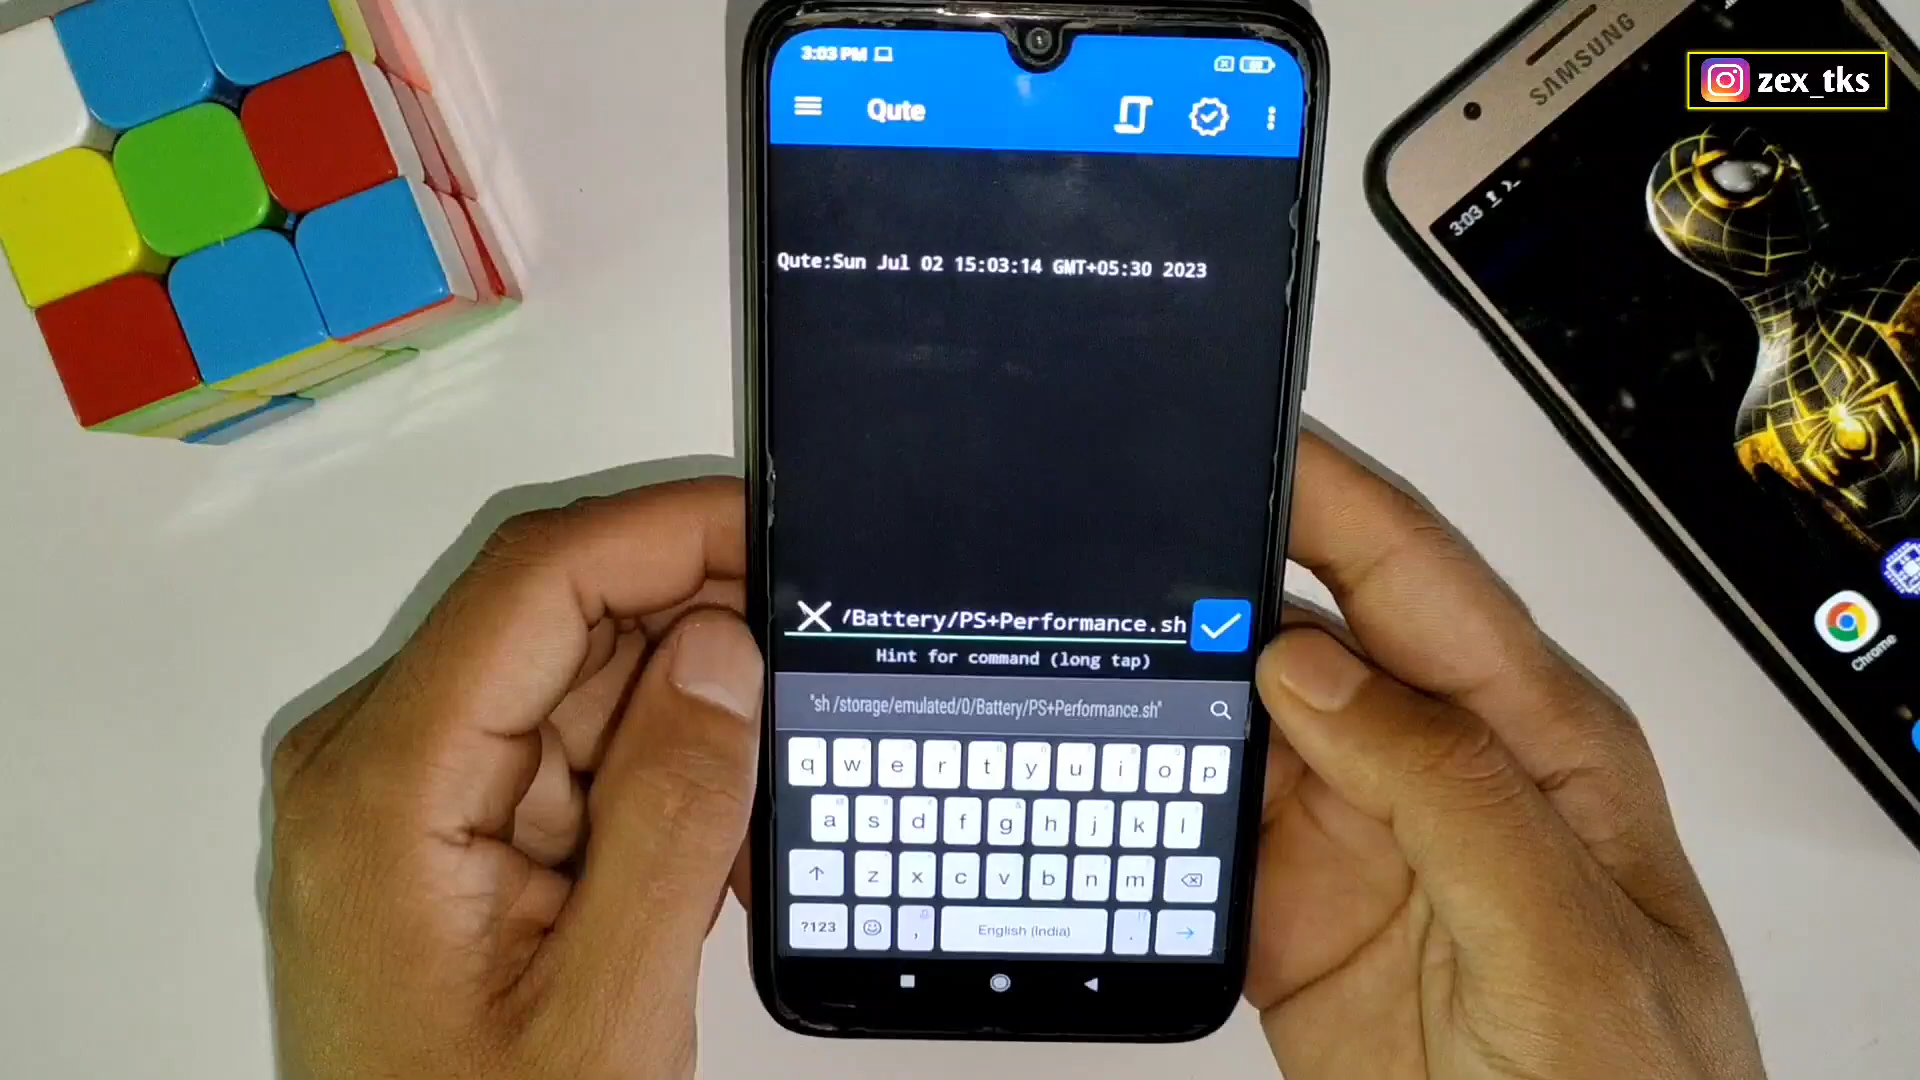 3:03 PM
Qute
Qute:Sun Jul 02 15:03:14 GMT+05:30 2023
/Battery/PS+Performance.sh
Hint for command (long tap)
"sh /storage/emulated/0/Battery/PS+Performance.sh"
q w e r t y u i o p
a s d f g h j k l
z x c v b n m
?123 , English (India) .
SAMSUNG
3:03
Chrome
zex_tks